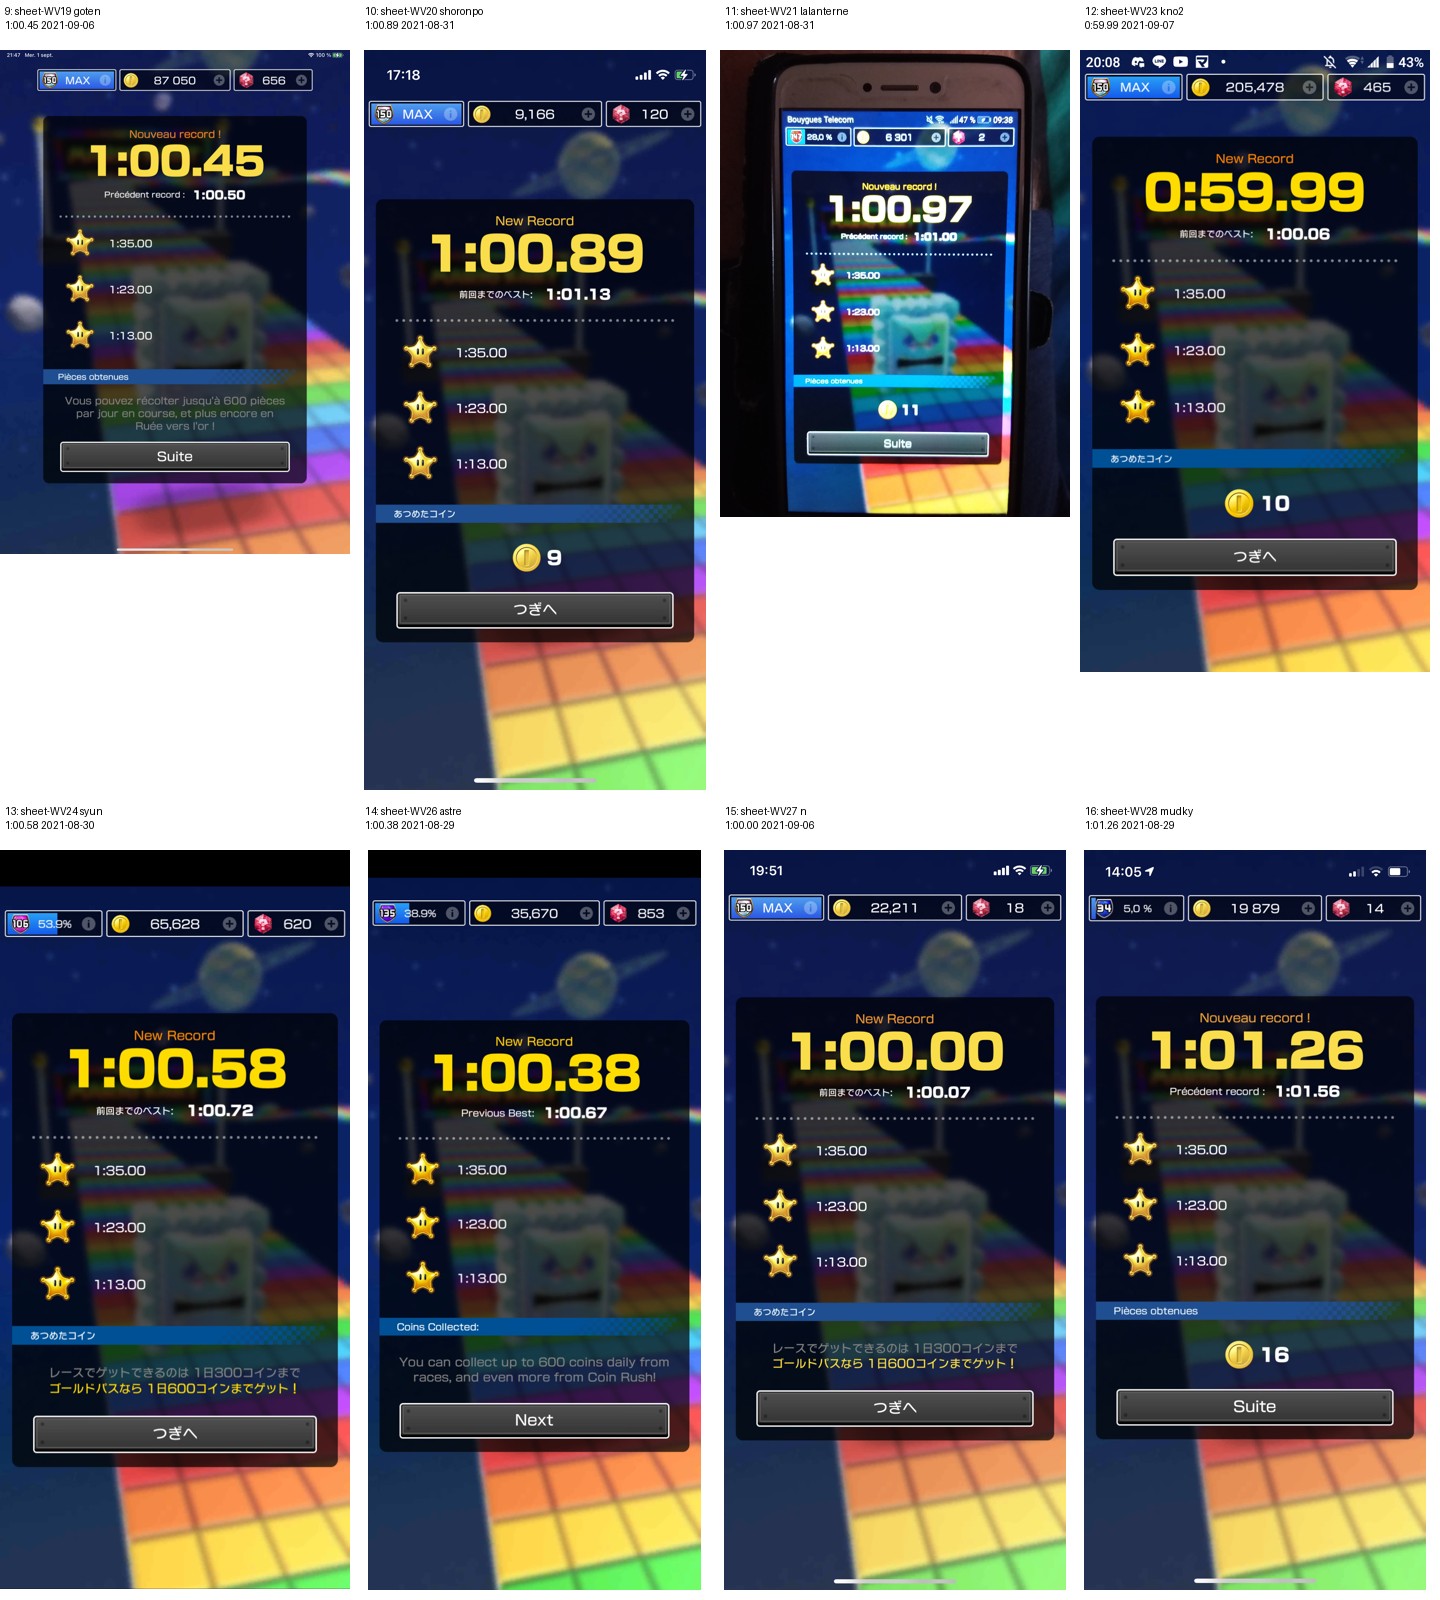 9: sheet-WV19 goten
1:00.45 2021-09-06
21:47 Mer. 1 sept.
100 %
150 MAX 87 050 656
Nouveau record !
1:00.45
Précédent record : 1:00.50
1:35.00
1:23.00
1:13.00
Pièces obtenues
Vous pouvez récolter jusqu'à 600 pièces
par jour en course, et plus encore en
Ruée vers l'or !
Suite
10: sheet-WV20 shoronpo
1:00.89 2021-08-31
17:18
150 MAX 9,166 120
New Record
1:00.89
前回までのベスト: 1:01.13
1:35.00
1:23.00
1:13.00
あつめたコイン
9
つぎへ
11: sheet-WV21 lalanterne
1:00.97 2021-08-31
Bouygues Telecom 47 % 09:38
147 28,0 % 6 301 2
Nouveau record !
1:00.97
Précédent record : 1:01.00
1:35.00
1:23.00
1:13.00
Pièces obtenues
11
Suite
12: sheet-WV23 kno2
0:59.99 2021-09-07
20:08 43%
150 MAX 205,478 465
New Record
0:59.99
前回までのベスト: 1:00.06
1:35.00
1:23.00
1:13.00
あつめたコイン
10
つぎへ
13: sheet-WV24 syun
1:00.58 2021-08-30
106 53.9% 65,628 620
New Record
1:00.58
前回までのベスト: 1:00.72
1:35.00
1:23.00
1:13.00
あつめたコイン
レースでゲットできるのは 1日300コインまで
ゴールドパスなら 1日600コインまでゲット！
つぎへ
14: sheet-WV26 astre
1:00.38 2021-08-29
135 38.9% 35,670 853
New Record
1:00.38
Previous Best: 1:00.67
1:35.00
1:23.00
1:13.00
Coins Collected:
You can collect up to 600 coins daily from
races, and even more from Coin Rush!
Next
15: sheet-WV27 n
1:00.00 2021-09-06
19:51
150 MAX 22,211 18
New Record
1:00.00
前回までのベスト: 1:00.07
1:35.00
1:23.00
1:13.00
あつめたコイン
レースでゲットできるのは 1日300コインまで
ゴールドパスなら 1日600コインまでゲット！
つぎへ
16: sheet-WV28 mudky
1:01.26 2021-08-29
14:05
34 5,0 % 19 879 14
Nouveau record !
1:01.26
Précédent record : 1:01.56
1:35.00
1:23.00
1:13.00
Pièces obtenues
16
Suite